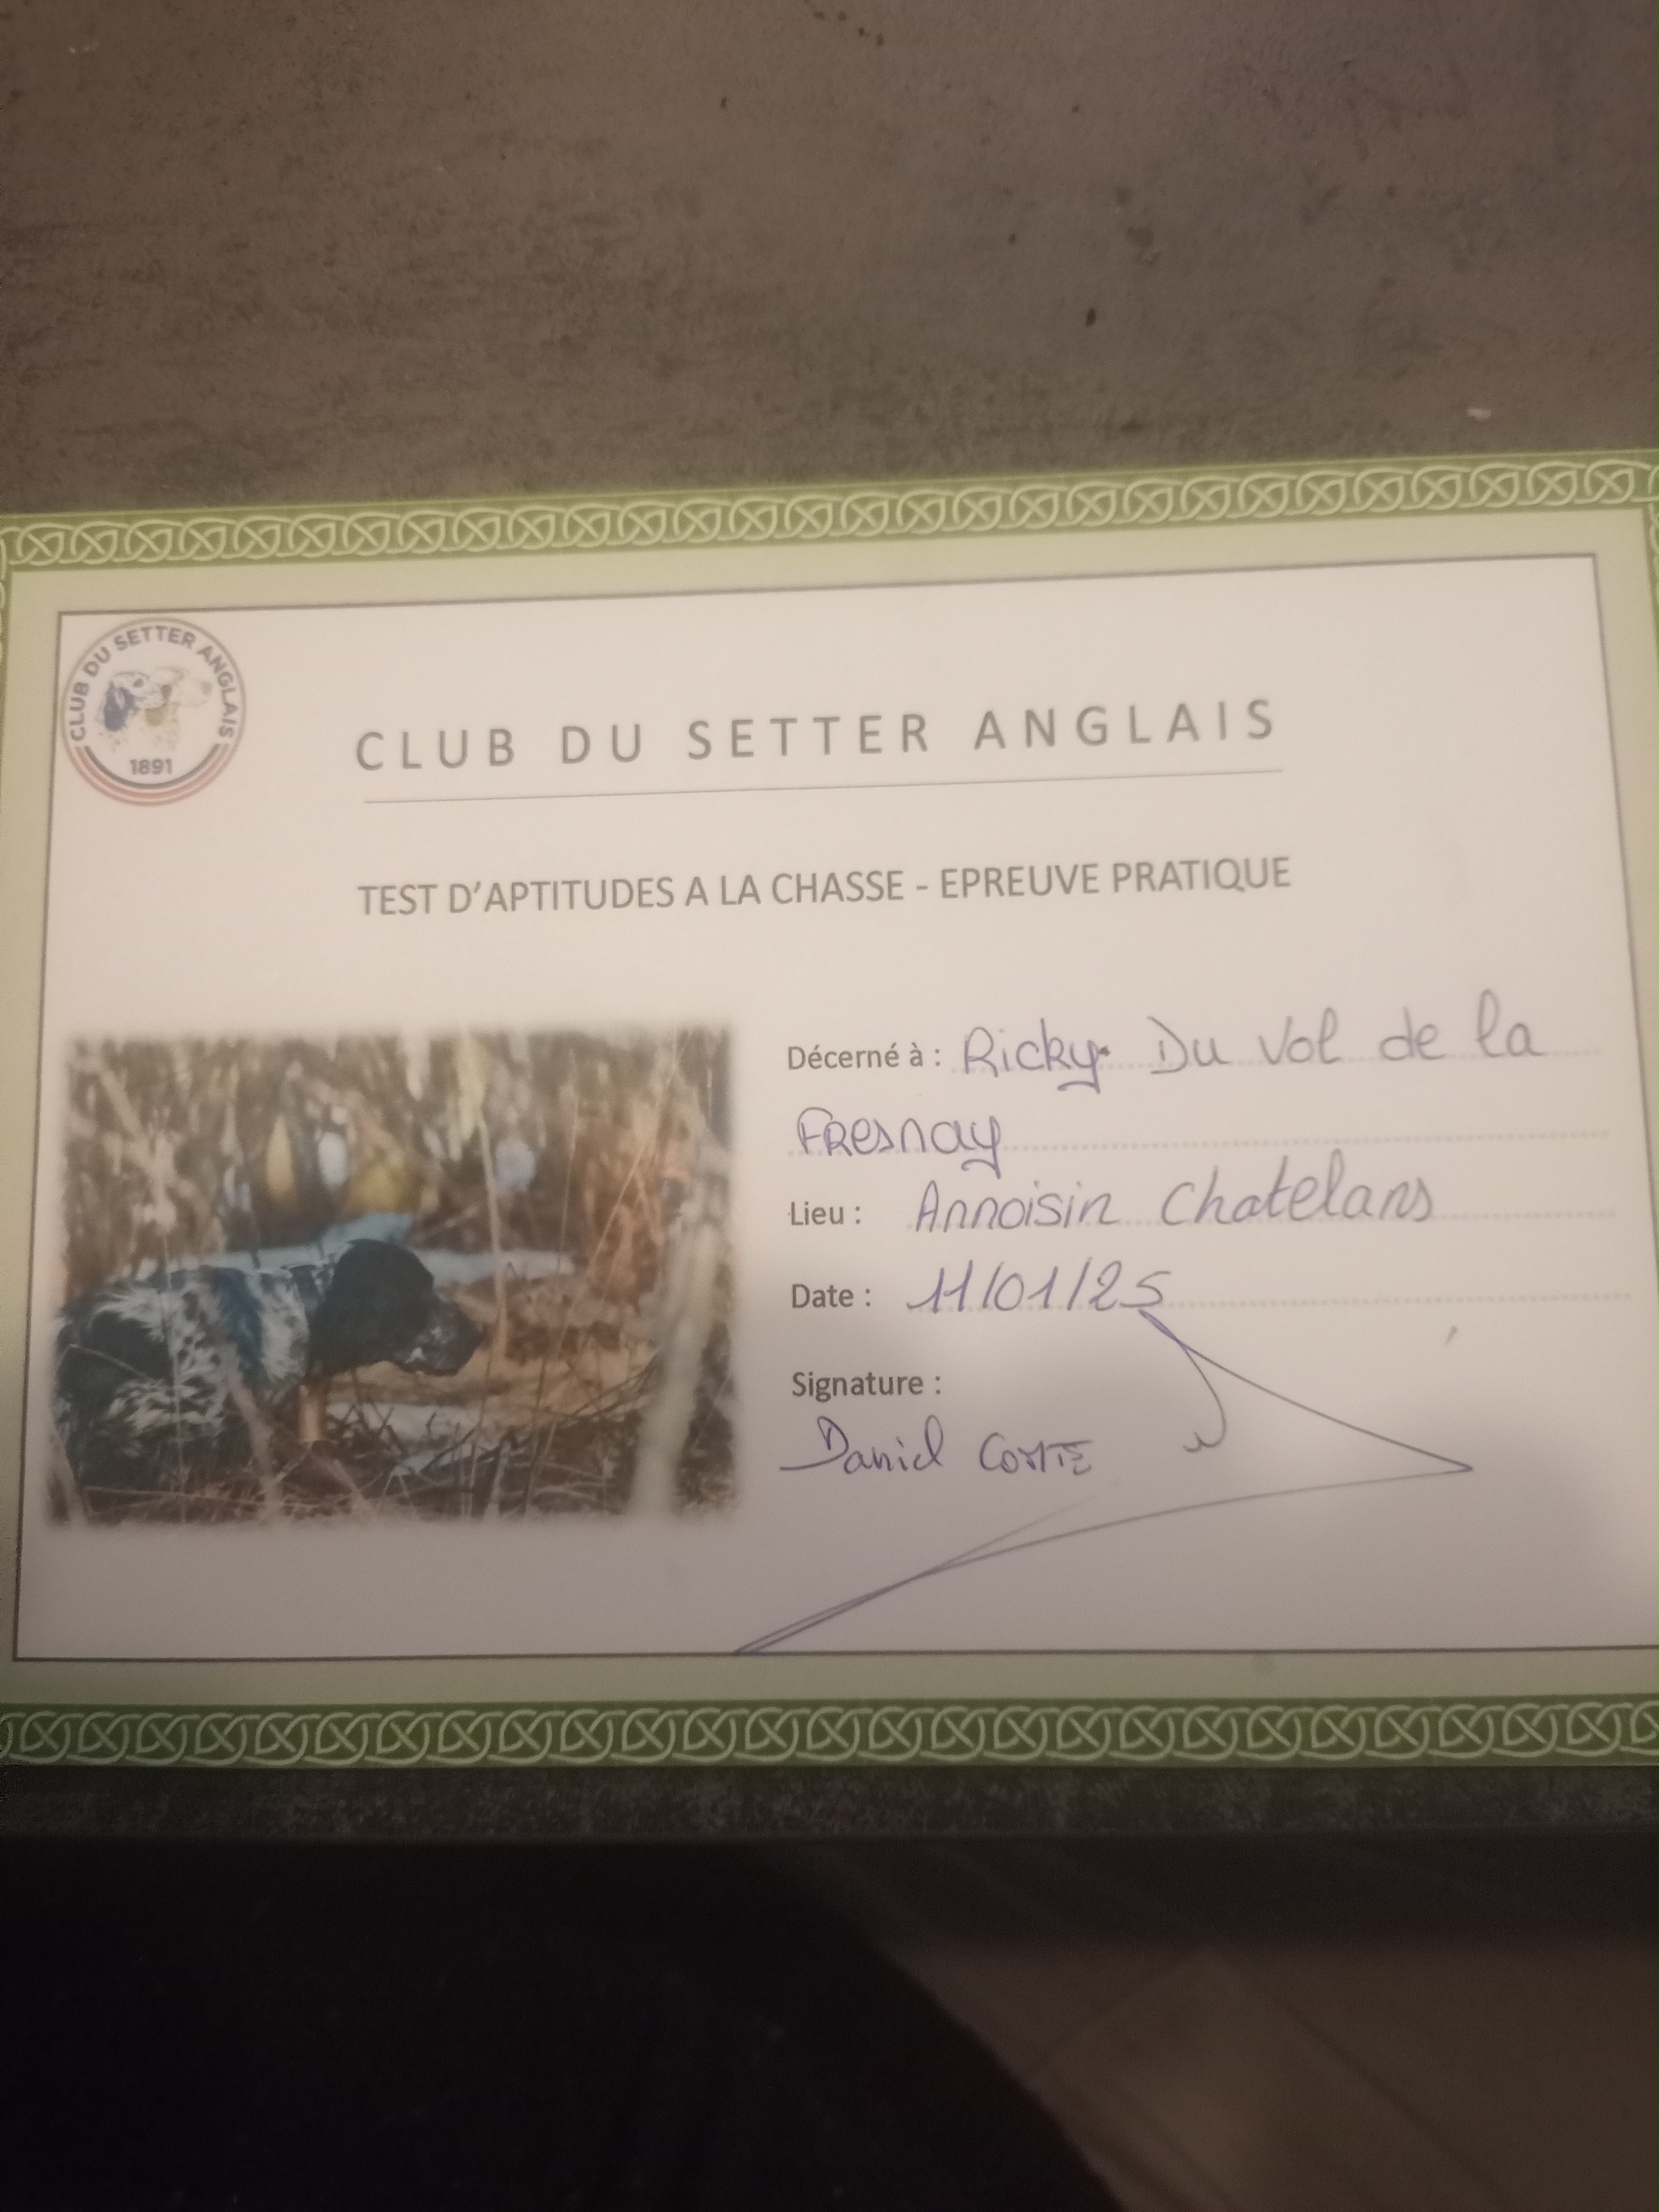 CLUB DU SETTER ANGLAIS
1891
CLUB DU SETTER ANGLAIS
TEST D'APTITUDES A LA CHASSE - EPREUVE PRATIQUE
Décerné à : Ricky Du Vol de la
Fresnay
Lieu : Annoisin Chatelans
Date : 11/01/25
Signature :
Daniel COMTE